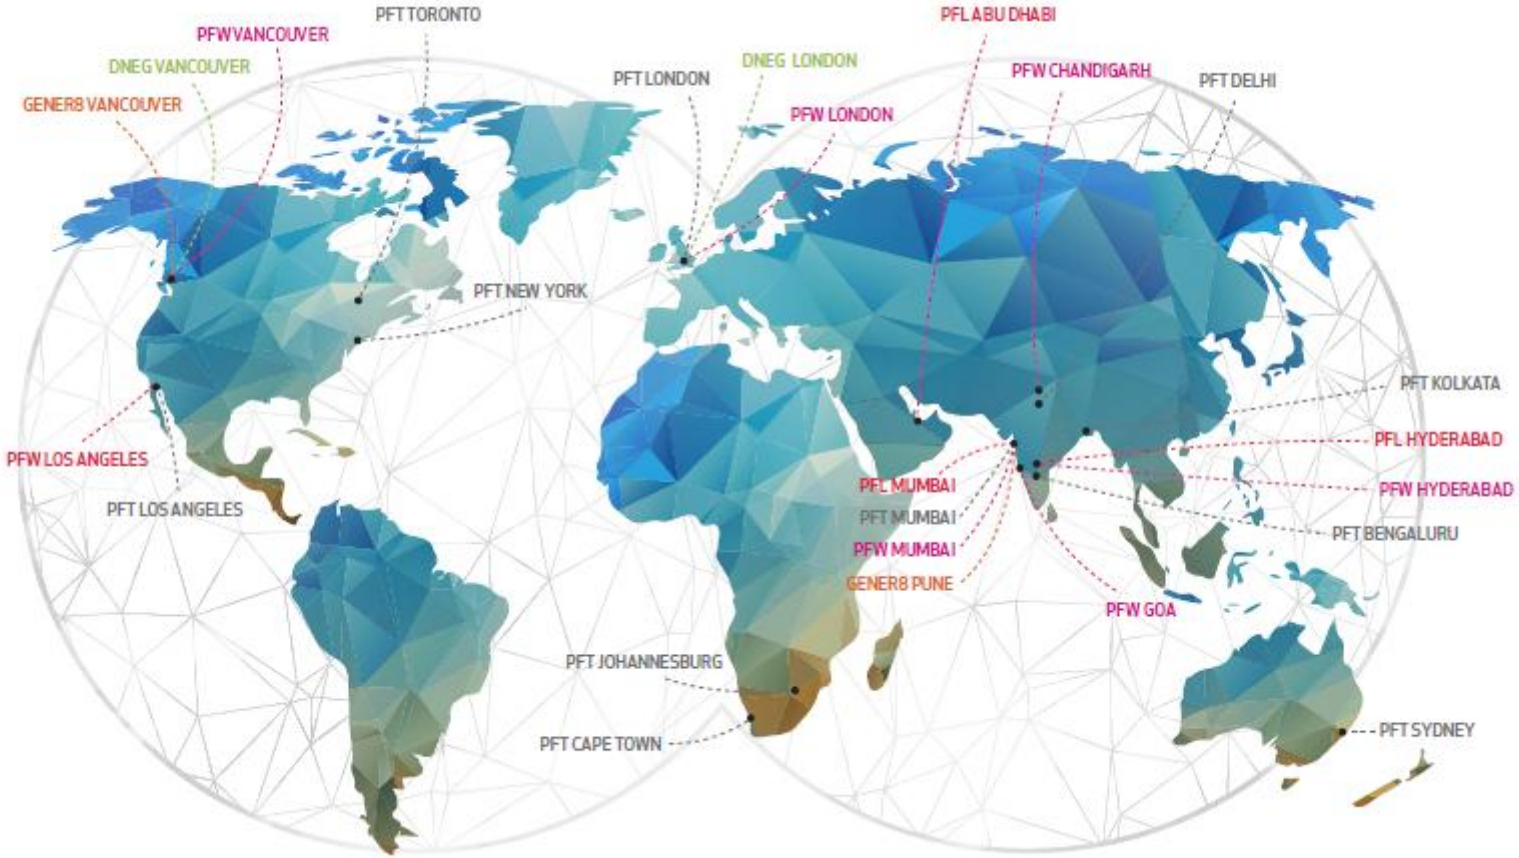 PFT TORONTO
PFL ABU DHABI
PFW VANCOUVER
DNEG LONDON
DNEG VANCOUVER
PFW CHANDIGARH
PFT LONDON
PFT DELHI
GENER8 VANCOUVER
PFW LONDON
PFT NEW YORK
PFT KOLKATA
PFL HYDERABAD
PFW LOS ANGELES
PFL MUMBAI
PFW HYDERABAD
PFT LOS ANGELES
PFT MUMBAI
PFT BENGALURU
PFW MUMBAI
GENER8 PUNE
PFW GOA
PFT JOHANNESBURG
PFT SYDNEY
PFT CAPE TOWN